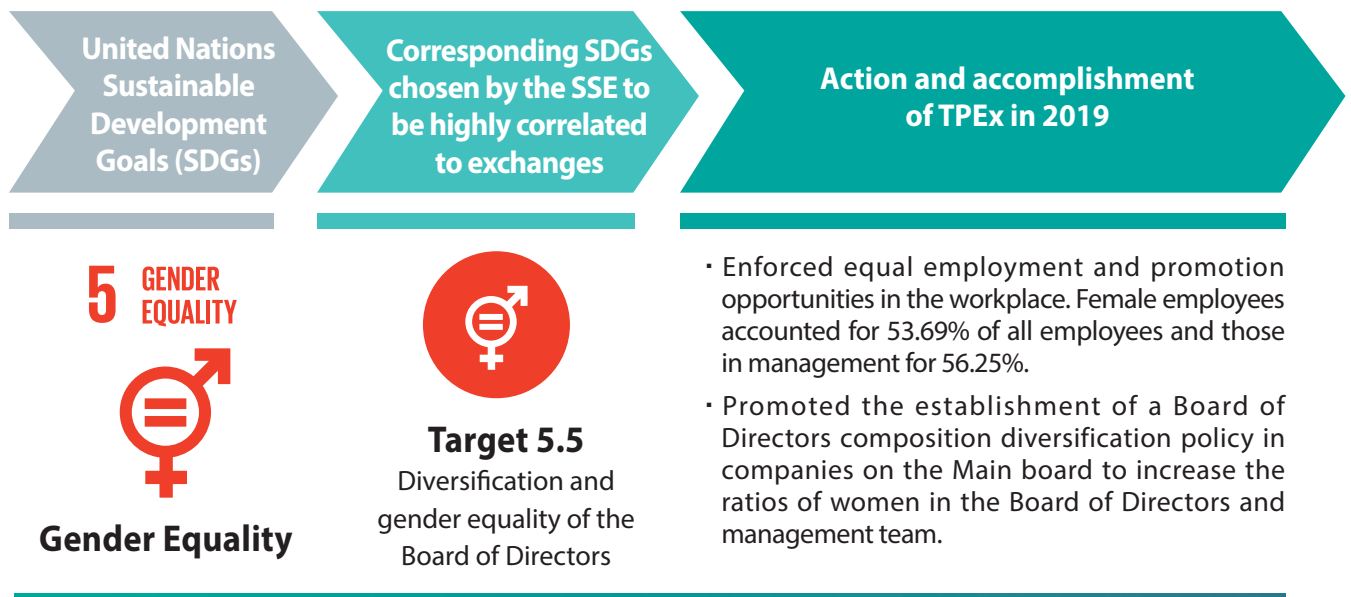 United Nations
Sustainable
Development
Goals (SDGs)
Corresponding SDGs
chosen by the SSE to
be highly correlated
to exchanges
Action and accomplishment
of TPEx in 2019
5 GENDER
EQUALITY
Gender Equality
Target 5.5
Diversification and
gender equality of the
Board of Directors
· Enforced equal employment and promotion
opportunities in the workplace. Female employees
accounted for 53.69% of all employees and those
in management for 56.25%.
· Promoted the establishment of a Board of
Directors composition diversification policy in
companies on the Main board to increase the
ratios of women in the Board of Directors and
management team.